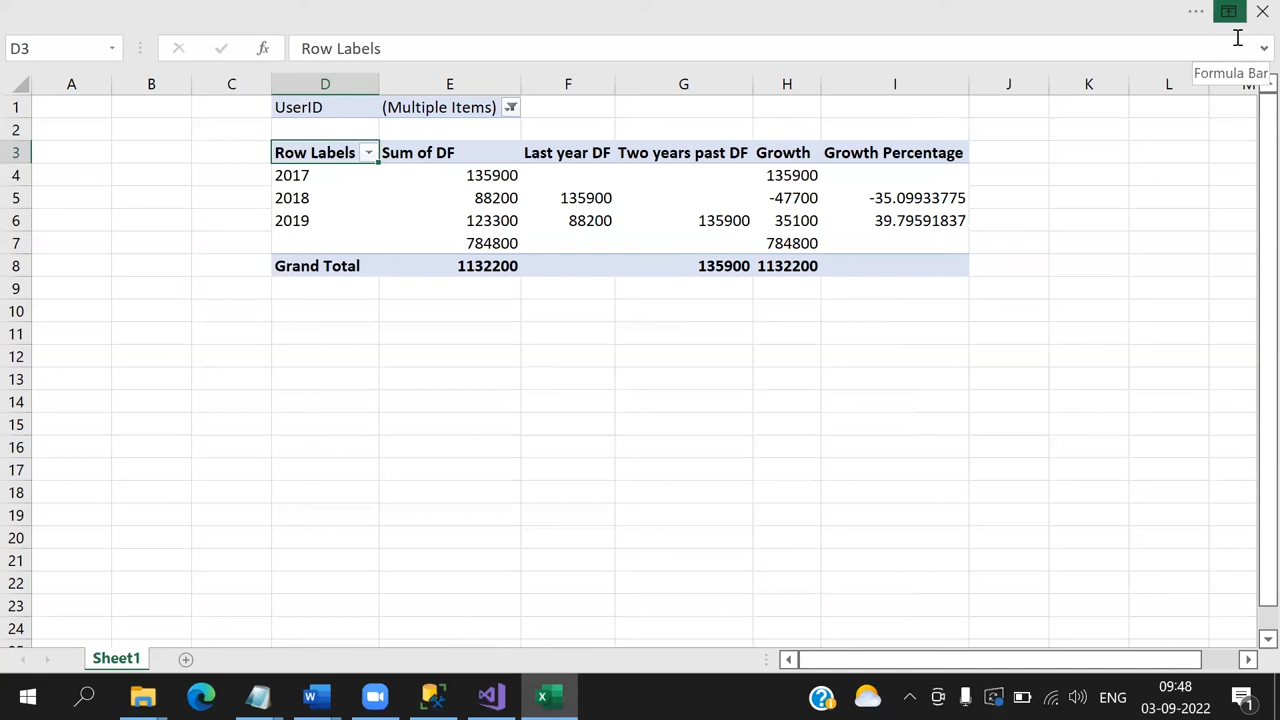 D3
fx
Row Labels
Formula Bar
A B C D E F G H I J K L M
1 UserID (Multiple Items)
2
3 Row Labels Sum of DF Last year DF Two years past DF Growth Growth Percentage
4 2017 135900 135900
5 2018 88200 135900 -47700 -35.09933775
6 2019 123300 88200 135900 35100 39.79591837
7 784800 784800
8 Grand Total 1132200 135900 1132200
9
10
11
12
13
14
15
16
17
18
19
20
21
22
23
24
Sheet1
ENG
09:48
03-09-2022
1